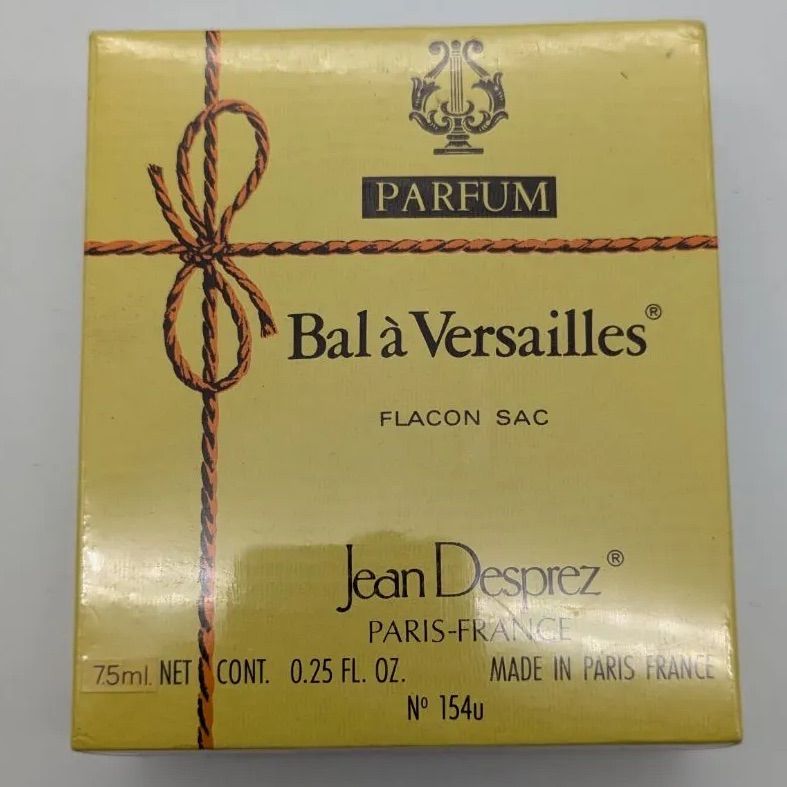 PARFUM
Bal à Versailles®
FLACON SAC
Jean Desprez®
PARIS-FRANCE
7.5ml. NET CONT. 0.25 FL. OZ. MADE IN PARIS FRANCE
Nº 154u